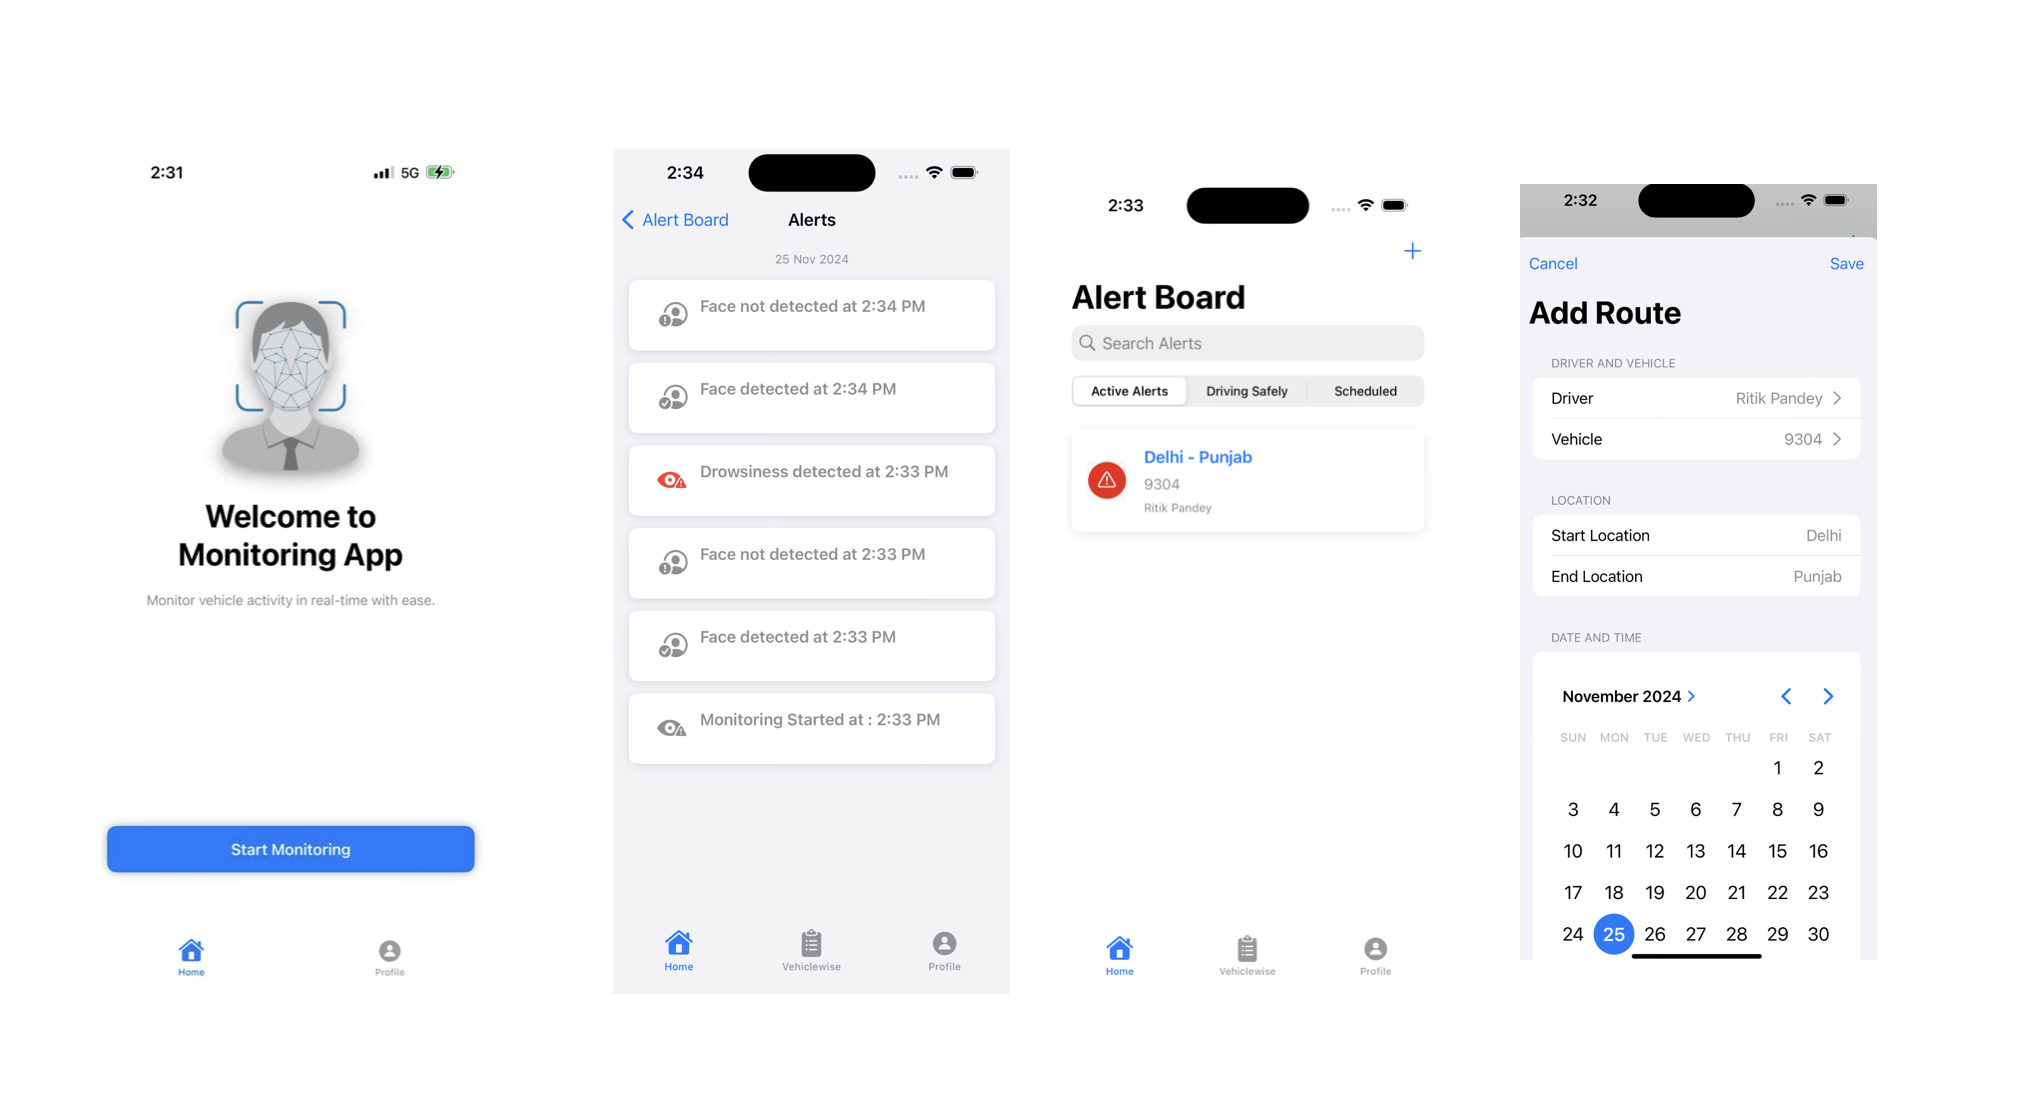 2:31
5G
Welcome to
Monitoring App
Monitor vehicle activity in real-time with ease.
Start Monitoring
Home
Profile
2:34
Alert Board
Alerts
25 Nov 2024
Face not detected at 2:34 PM
Face detected at 2:34 PM
Drowsiness detected at 2:33 PM
Face not detected at 2:33 PM
Face detected at 2:33 PM
Monitoring Started at : 2:33 PM
Home
Vehiclewise
Profile
2:33
Alert Board
Search Alerts
Active Alerts
Driving Safely
Scheduled
Delhi - Punjab
9304
Ritik Pandey
Home
Vehiclewise
Profile
2:32
Cancel
Save
Add Route
DRIVER AND VEHICLE
Driver Ritik Pandey
Vehicle 9304
LOCATION
Start Location Delhi
End Location Punjab
DATE AND TIME
November 2024
SUN MON TUE WED THU FRI SAT
1 2
3 4 5 6 7 8 9
10 11 12 13 14 15 16
17 18 19 20 21 22 23
24 25 26 27 28 29 30